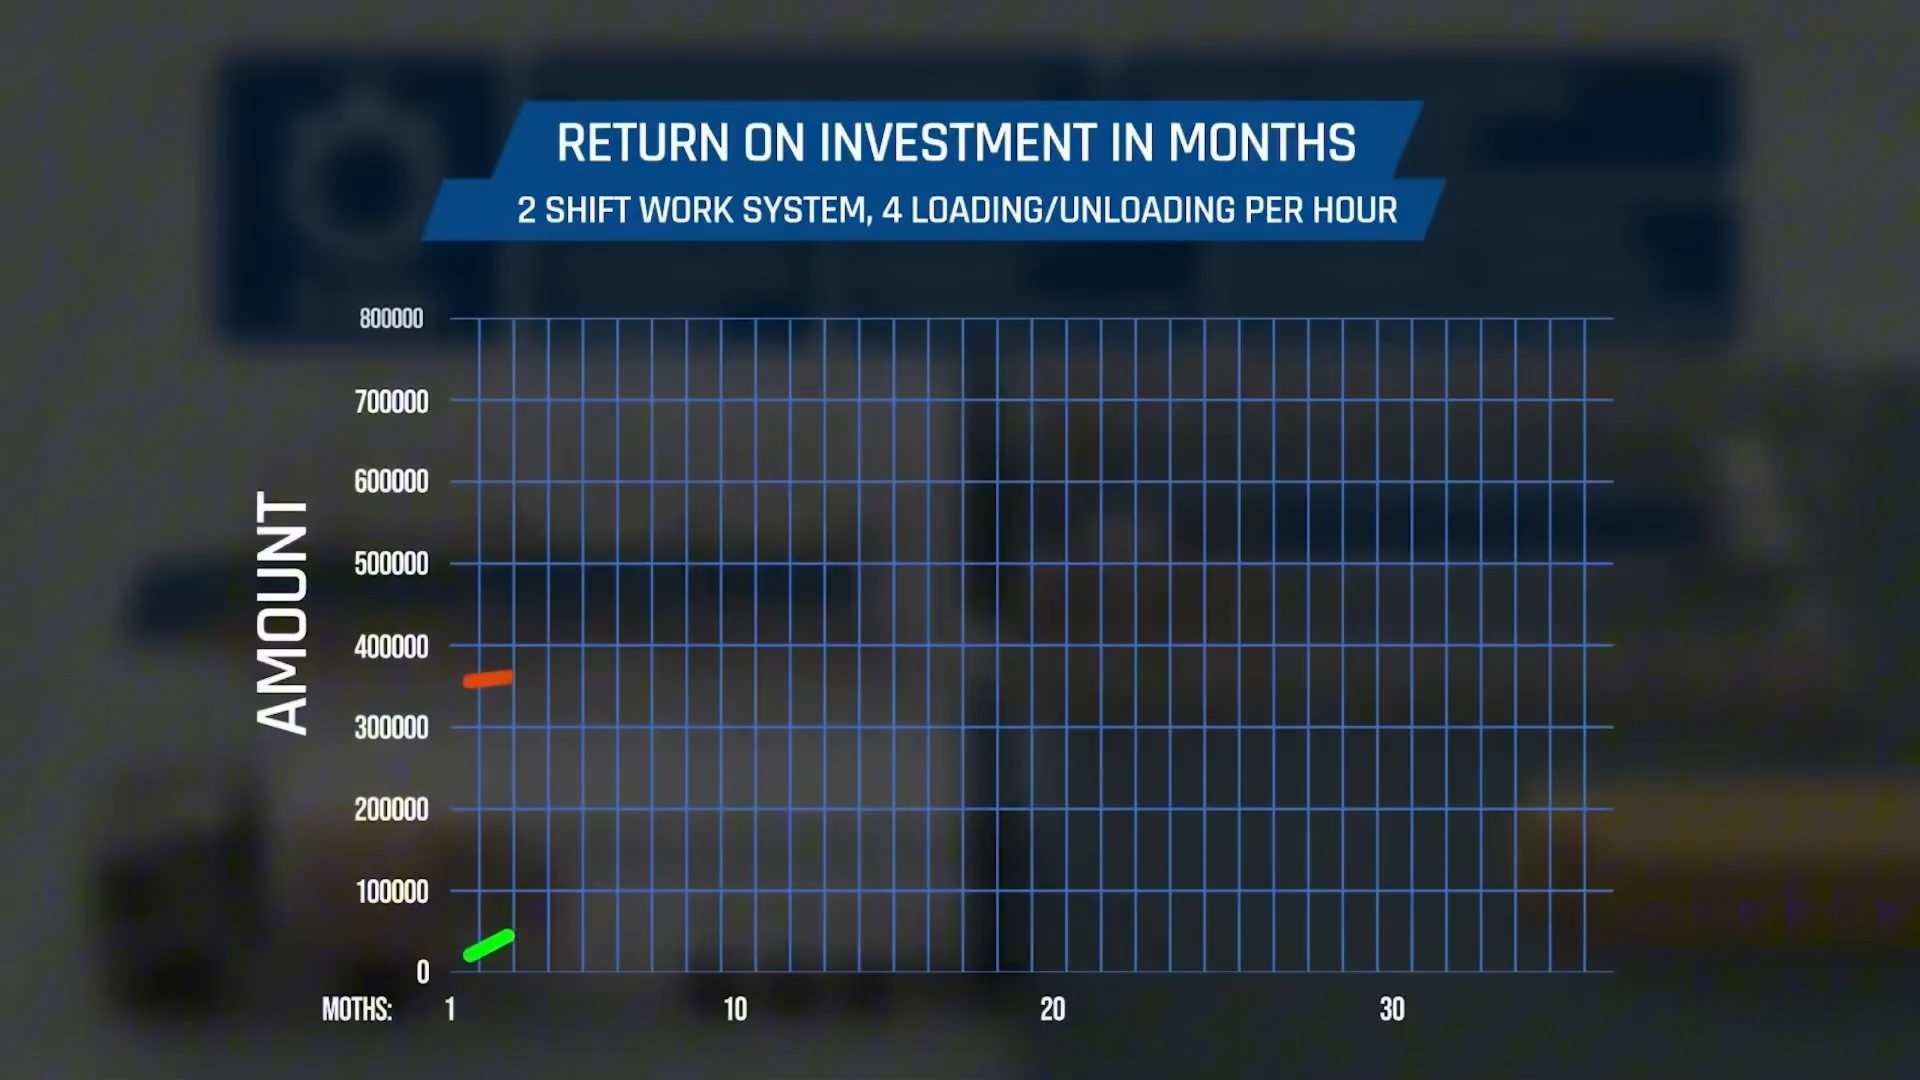 RETURN ON INVESTMENT IN MONTHS
2 SHIFT WORK SYSTEM, 4 LOADING/UNLOADING PER HOUR
AMOUNT
800000
700000
600000
500000
400000
300000
200000
100000
0
MOTHS: 1 10 20 30